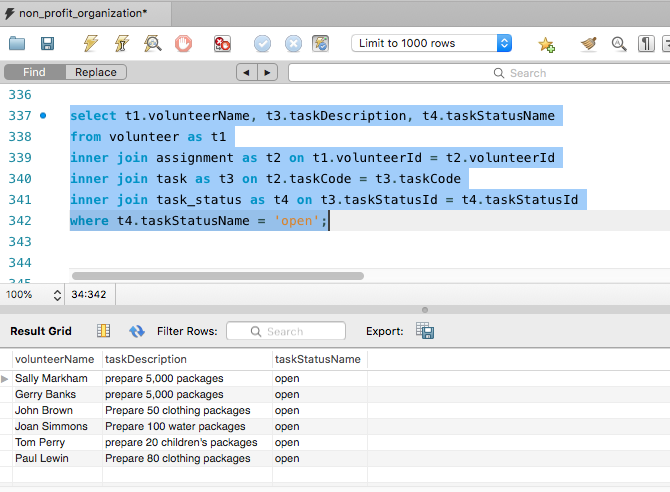 non_profit_organization*
Limit to 1000 rows
Find Replace Search
336
337 select t1.volunteerName, t3.taskDescription, t4.taskStatusName
338 from volunteer as t1
339 inner join assignment as t2 on t1.volunteerId = t2.volunteerId
340 inner join task as t3 on t2.taskCode = t3.taskCode
341 inner join task_status as t4 on t3.taskStatusId = t4.taskStatusId
342 where t4.taskStatusName = 'open';
343
344
345
100% 34:342
Result Grid Filter Rows: Search Export:
volunteerName taskDescription taskStatusName
Sally Markham prepare 5,000 packages open
Gerry Banks prepare 5,000 packages open
John Brown Prepare 50 clothing packages open
Joan Simmons Prepare 100 water packages open
Tom Perry prepare 20 children's packages open
Paul Lewin Prepare 80 clothing packages open